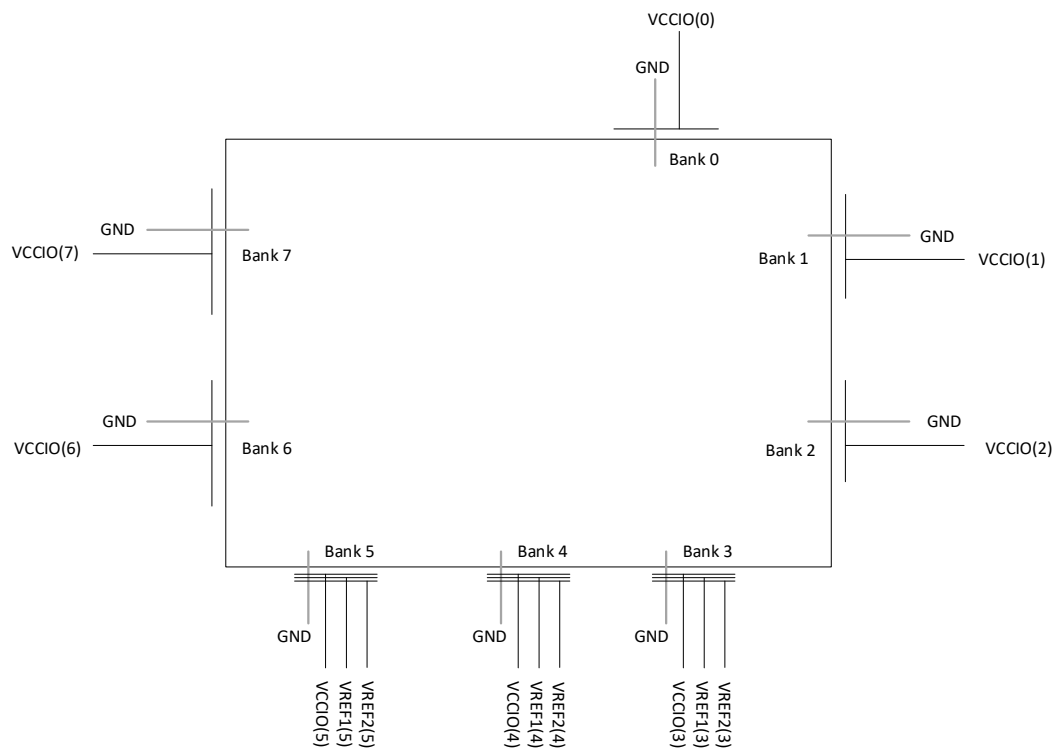 VCCIO(0)
GND
Bank 0
GND
VCCIO(7)
Bank 7
GND
Bank 1
VCCIO(1)
GND
VCCIO(6)
Bank 6
GND
Bank 2
VCCIO(2)
Bank 5
Bank 4
Bank 3
GND
GND
GND
VCCIO(5)
VREF1(5)
VREF2(5)
VCCIO(4)
VREF1(4)
VREF2(4)
VCCIO(3)
VREF1(3)
VREF2(3)